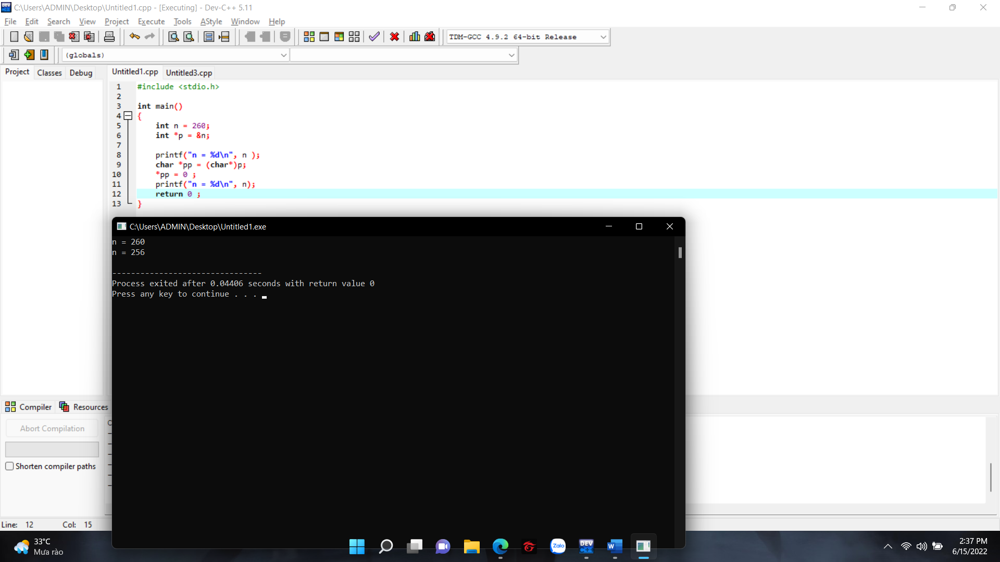 C:\Users\ADMIN\Desktop\Untitled1.cpp - [Executing] - Dev-C++ 5.11
File Edit Search View Project Execute Tools AStyle Window Help
TDM-GCC 4.9.2 64-bit Release
(globals)
Project Classes Debug Untitled1.cpp Untitled3.cpp
1 #include <stdio.h>
2
3 int main()
4 {
5 int n = 260;
6 int *p = &n;
7
8 printf("n = %d\n", n );
9 char *pp = (char*)p;
10 *pp = 0 ;
11 printf("n = %d\n", n);
12 return 0 ;
13 }
C:\Users\ADMIN\Desktop\Untitled1.exe
n = 260
n = 256
--------------------------------
Process exited after 0.04406 seconds with return value 0
Press any key to continue . . .
Compiler Resources
Abort Compilation
Shorten compiler paths
Line: 12 Col: 15
33°C
Mưa rào
Zalo
DEV C++
W
2:37 PM
6/15/2022